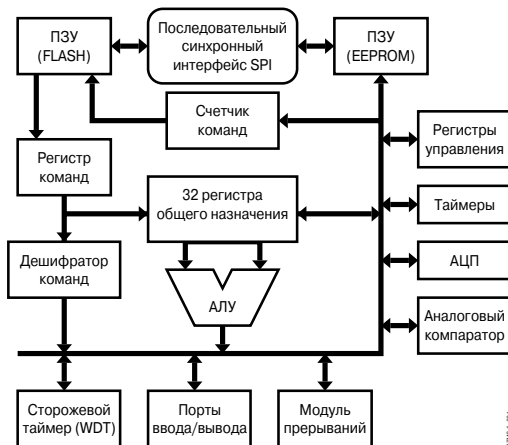 ПЗУ
(FLASH)
Последовательный
синхронный
интерфейс SPI
ПЗУ
(EEPROM)
Счетчик
команд
Регистры
управления
Регистр
команд
32 регистра
общего назначения
Таймеры
Дешифратор
команд
АЦП
АЛУ
Аналоговый
компаратор
Сторожевой
таймер (WDT)
Порты
ввода/вывода
Модуль
прерываний